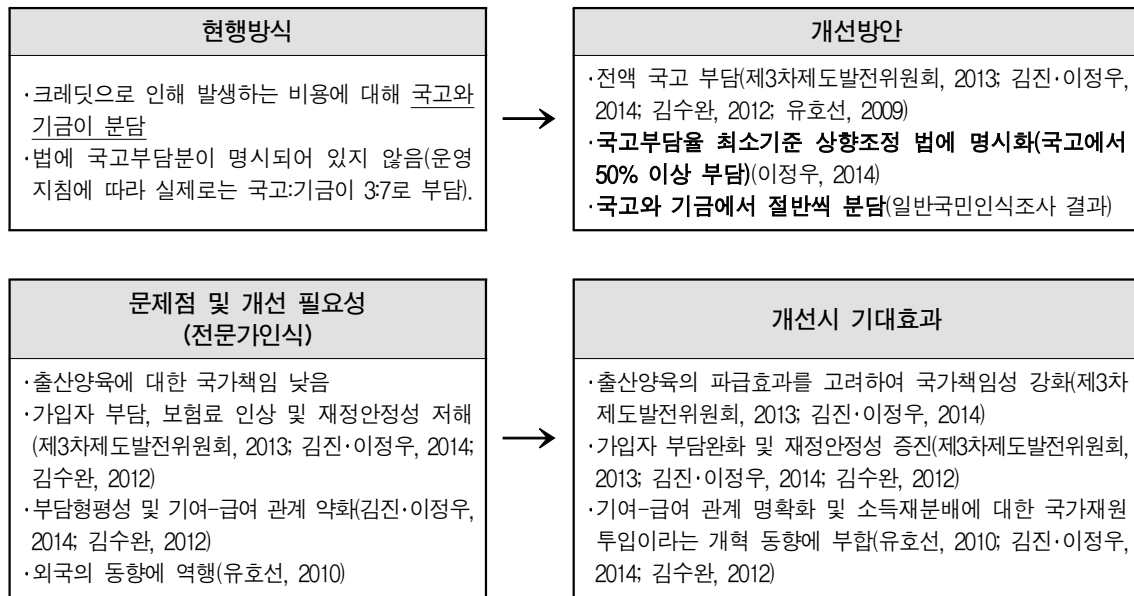 현행방식
·크레딧으로 인해 발생하는 비용에 대해 국고와
기금이 분담
·법에 국고부담분이 명시되어 있지 않음(운영
지침에 따라 실제로는 국고:기금이 3:7로 부담).
개선방안
·전액 국고 부담(제3차제도발전위원회, 2013; 김진·이정우,
2014; 김수완, 2012; 유호선, 2009)
·국고부담율 최소기준 상향조정 법에 명시화(국고에서
50% 이상 부담)(이정우, 2014)
·국고와 기금에서 절반씩 분담(일반국민인식조사 결과)
문제점 및 개선 필요성
(전문가인식)
·출산양육에 대한 국가책임 낮음
·가입자 부담, 보험료 인상 및 재정안정성 저해
(제3차제도발전위원회, 2013; 김진·이정우, 2014;
김수완, 2012)
·부담형평성 및 기여-급여 관계 약화(김진·이정우,
2014; 김수완, 2012)
·외국의 동향에 역행(유호선, 2010)
개선시 기대효과
·출산양육의 파급효과를 고려하여 국가책임성 강화(제3차
제도발전위원회, 2013; 김진·이정우, 2014)
·가입자 부담완화 및 재정안정성 증진(제3차제도발전위원회,
2013; 김진·이정우, 2014; 김수완, 2012)
·기여-급여 관계 명확화 및 소득재분배에 대한 국가재원
투입이라는 개혁 동향에 부합(유호선, 2010; 김진·이정우,
2014; 김수완, 2012)